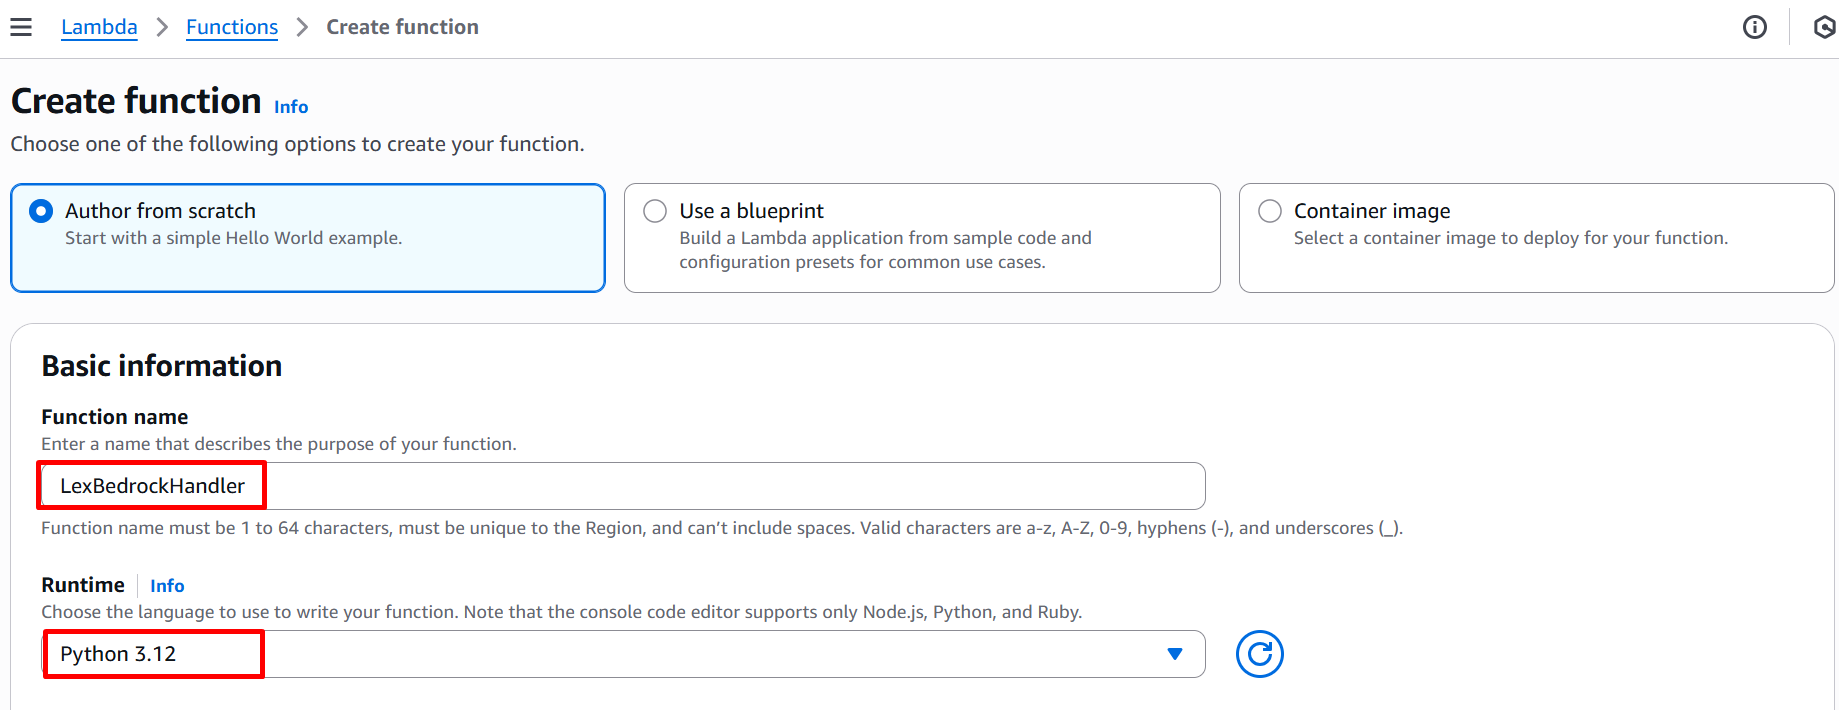 Lambda > Functions > Create function
Create function Info
Choose one of the following options to create your function.
Author from scratch
Start with a simple Hello World example.
Use a blueprint
Build a Lambda application from sample code and
configuration presets for common use cases.
Container image
Select a container image to deploy for your function.
Basic information
Function name
Enter a name that describes the purpose of your function.
LexBedrockHandler
Function name must be 1 to 64 characters, must be unique to the Region, and can’t include spaces. Valid characters are a-z, A-Z, 0-9, hyphens (-), and underscores (_).
Runtime Info
Choose the language to use to write your function. Note that the console code editor supports only Node.js, Python, and Ruby.
Python 3.12